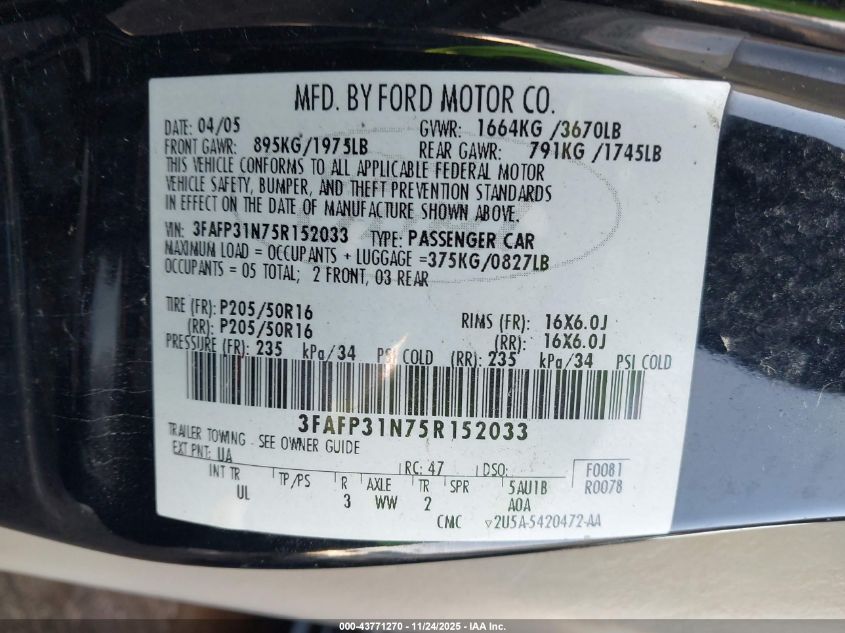 MFD. BY FORD MOTOR CO.
DATE: 04/05 GVWR: 1664KG /3670LB
FRONT GAWR: 895KG/1975LB REAR GAWR: 791KG /1745LB
THIS VEHICLE CONFORMS TO ALL APPLICABLE FEDERAL MOTOR
VEHICLE SAFETY, BUMPER, AND THEFT PREVENTION STANDARDS
IN EFFECT ON THE DATE OF MANUFACTURE SHOWN ABOVE.
VIN: 3FAFP31N75R152033 TYPE: PASSENGER CAR
MAXIMUM LOAD = OCCUPANTS + LUGGAGE =375KG/0827LB
OCCUPANTS = 05 TOTAL; 2 FRONT, 03 REAR
TIRE (FR): P205/50R16 RIMS (FR): 16X6.0J
(RR): P205/50R16 (RR): 16X6.0J
PRESSURE (FR): 235 kPa/34 PSI COLD (RR): 235 kPa/34 PSI COLD
3FAFP31N75R152033
TRAILER TOWING - SEE OWNER GUIDE
EXT PNT: UA RC: 47 DSO: F0081
INT TR TP/PS R AXLE TR SPR 5AU1B R0078
UL 3 WW 2 A0A
CMC ▽2U5A-5420472-AA
000-43771270 - 11/24/2025 - IAA Inc.